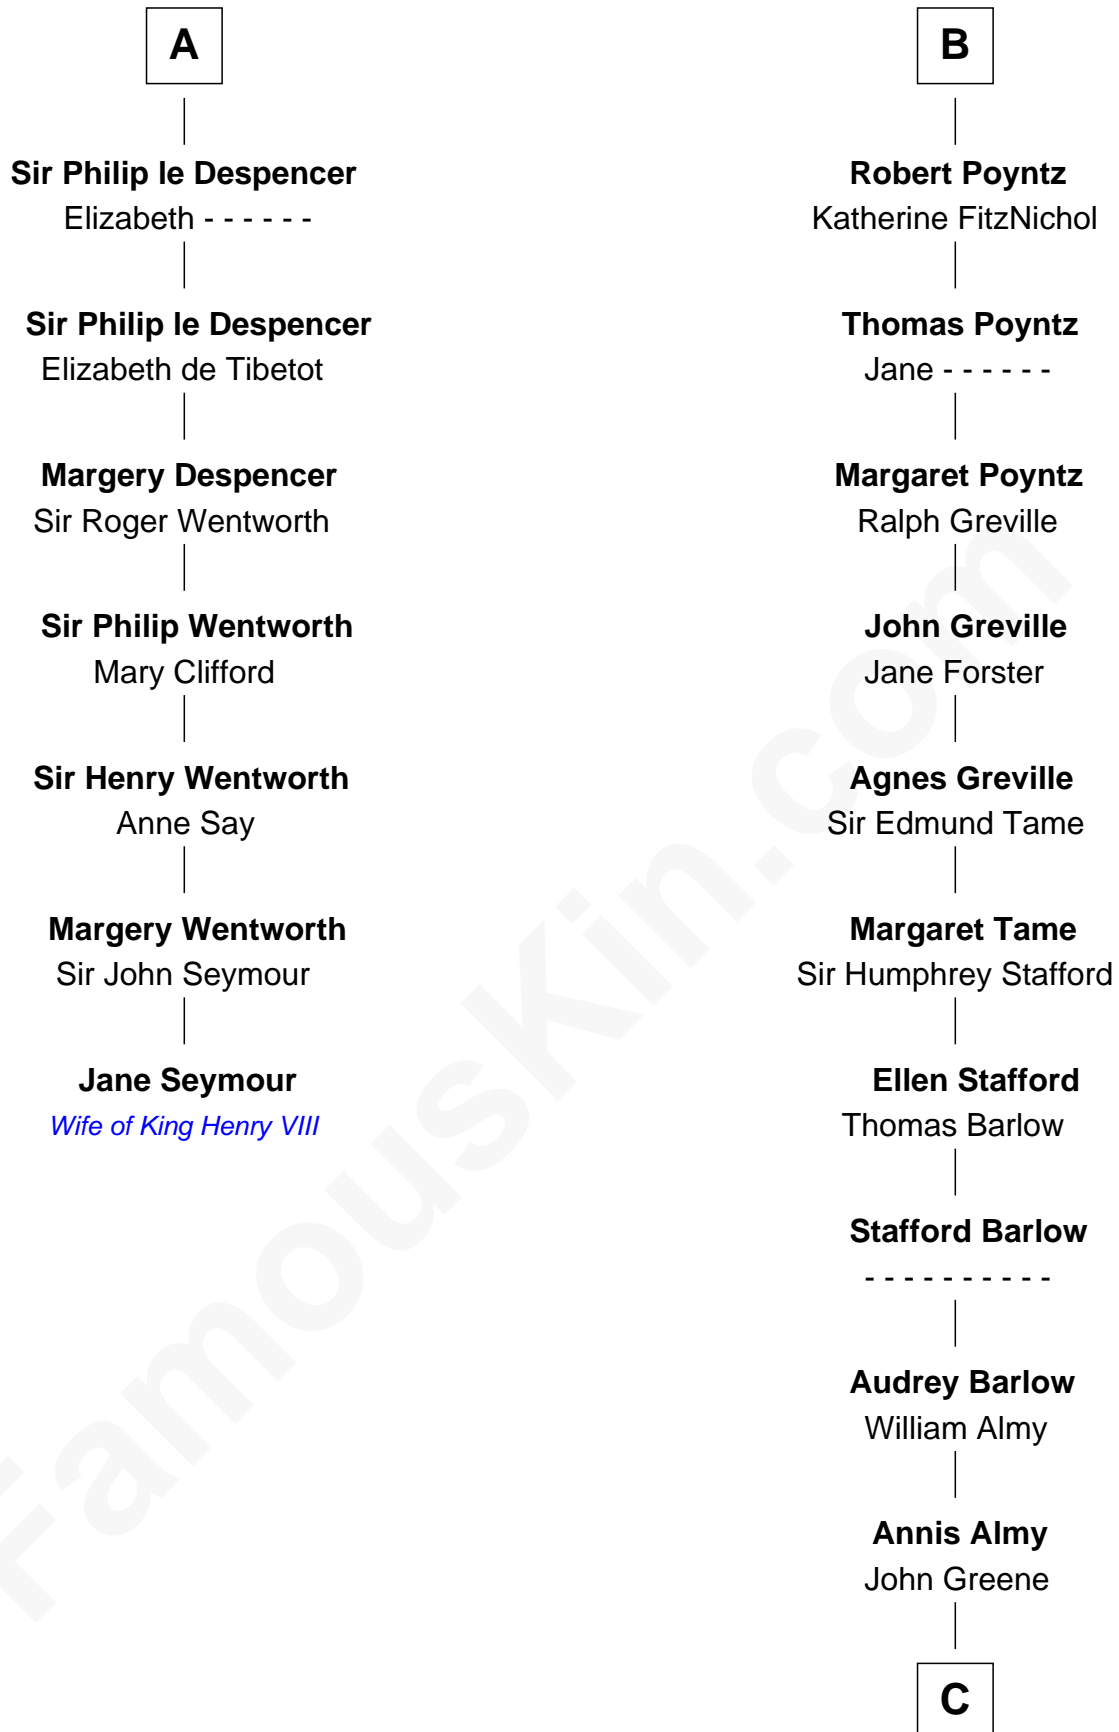 A
Sir Philip le Despencer
Elizabeth - - - - - -
Sir Philip le Despencer
Elizabeth de Tibetot
Margery Despencer
Sir Roger Wentworth
Sir Philip Wentworth
Mary Clifford
Sir Henry Wentworth
Anne Say
Margery Wentworth
Sir John Seymour
Jane Seymour
Wife of King Henry VIII
B
Robert Poyntz
Katherine FitzNichol
Thomas Poyntz
Jane - - - - - -
Margaret Poyntz
Ralph Greville
John Greville
Jane Forster
Agnes Greville
Sir Edmund Tame
Margaret Tame
Sir Humphrey Stafford
Ellen Stafford
Thomas Barlow
Stafford Barlow
- - - - - - - - - -
Audrey Barlow
William Almy
Annis Almy
John Greene
C
FamousKin.com